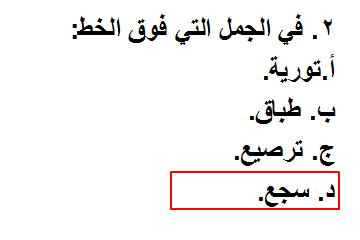 ٢. في الجمل التي فوق الخط:
أ.تورية.
ب. طباق.
ج. ترصيع.
د. سجع.